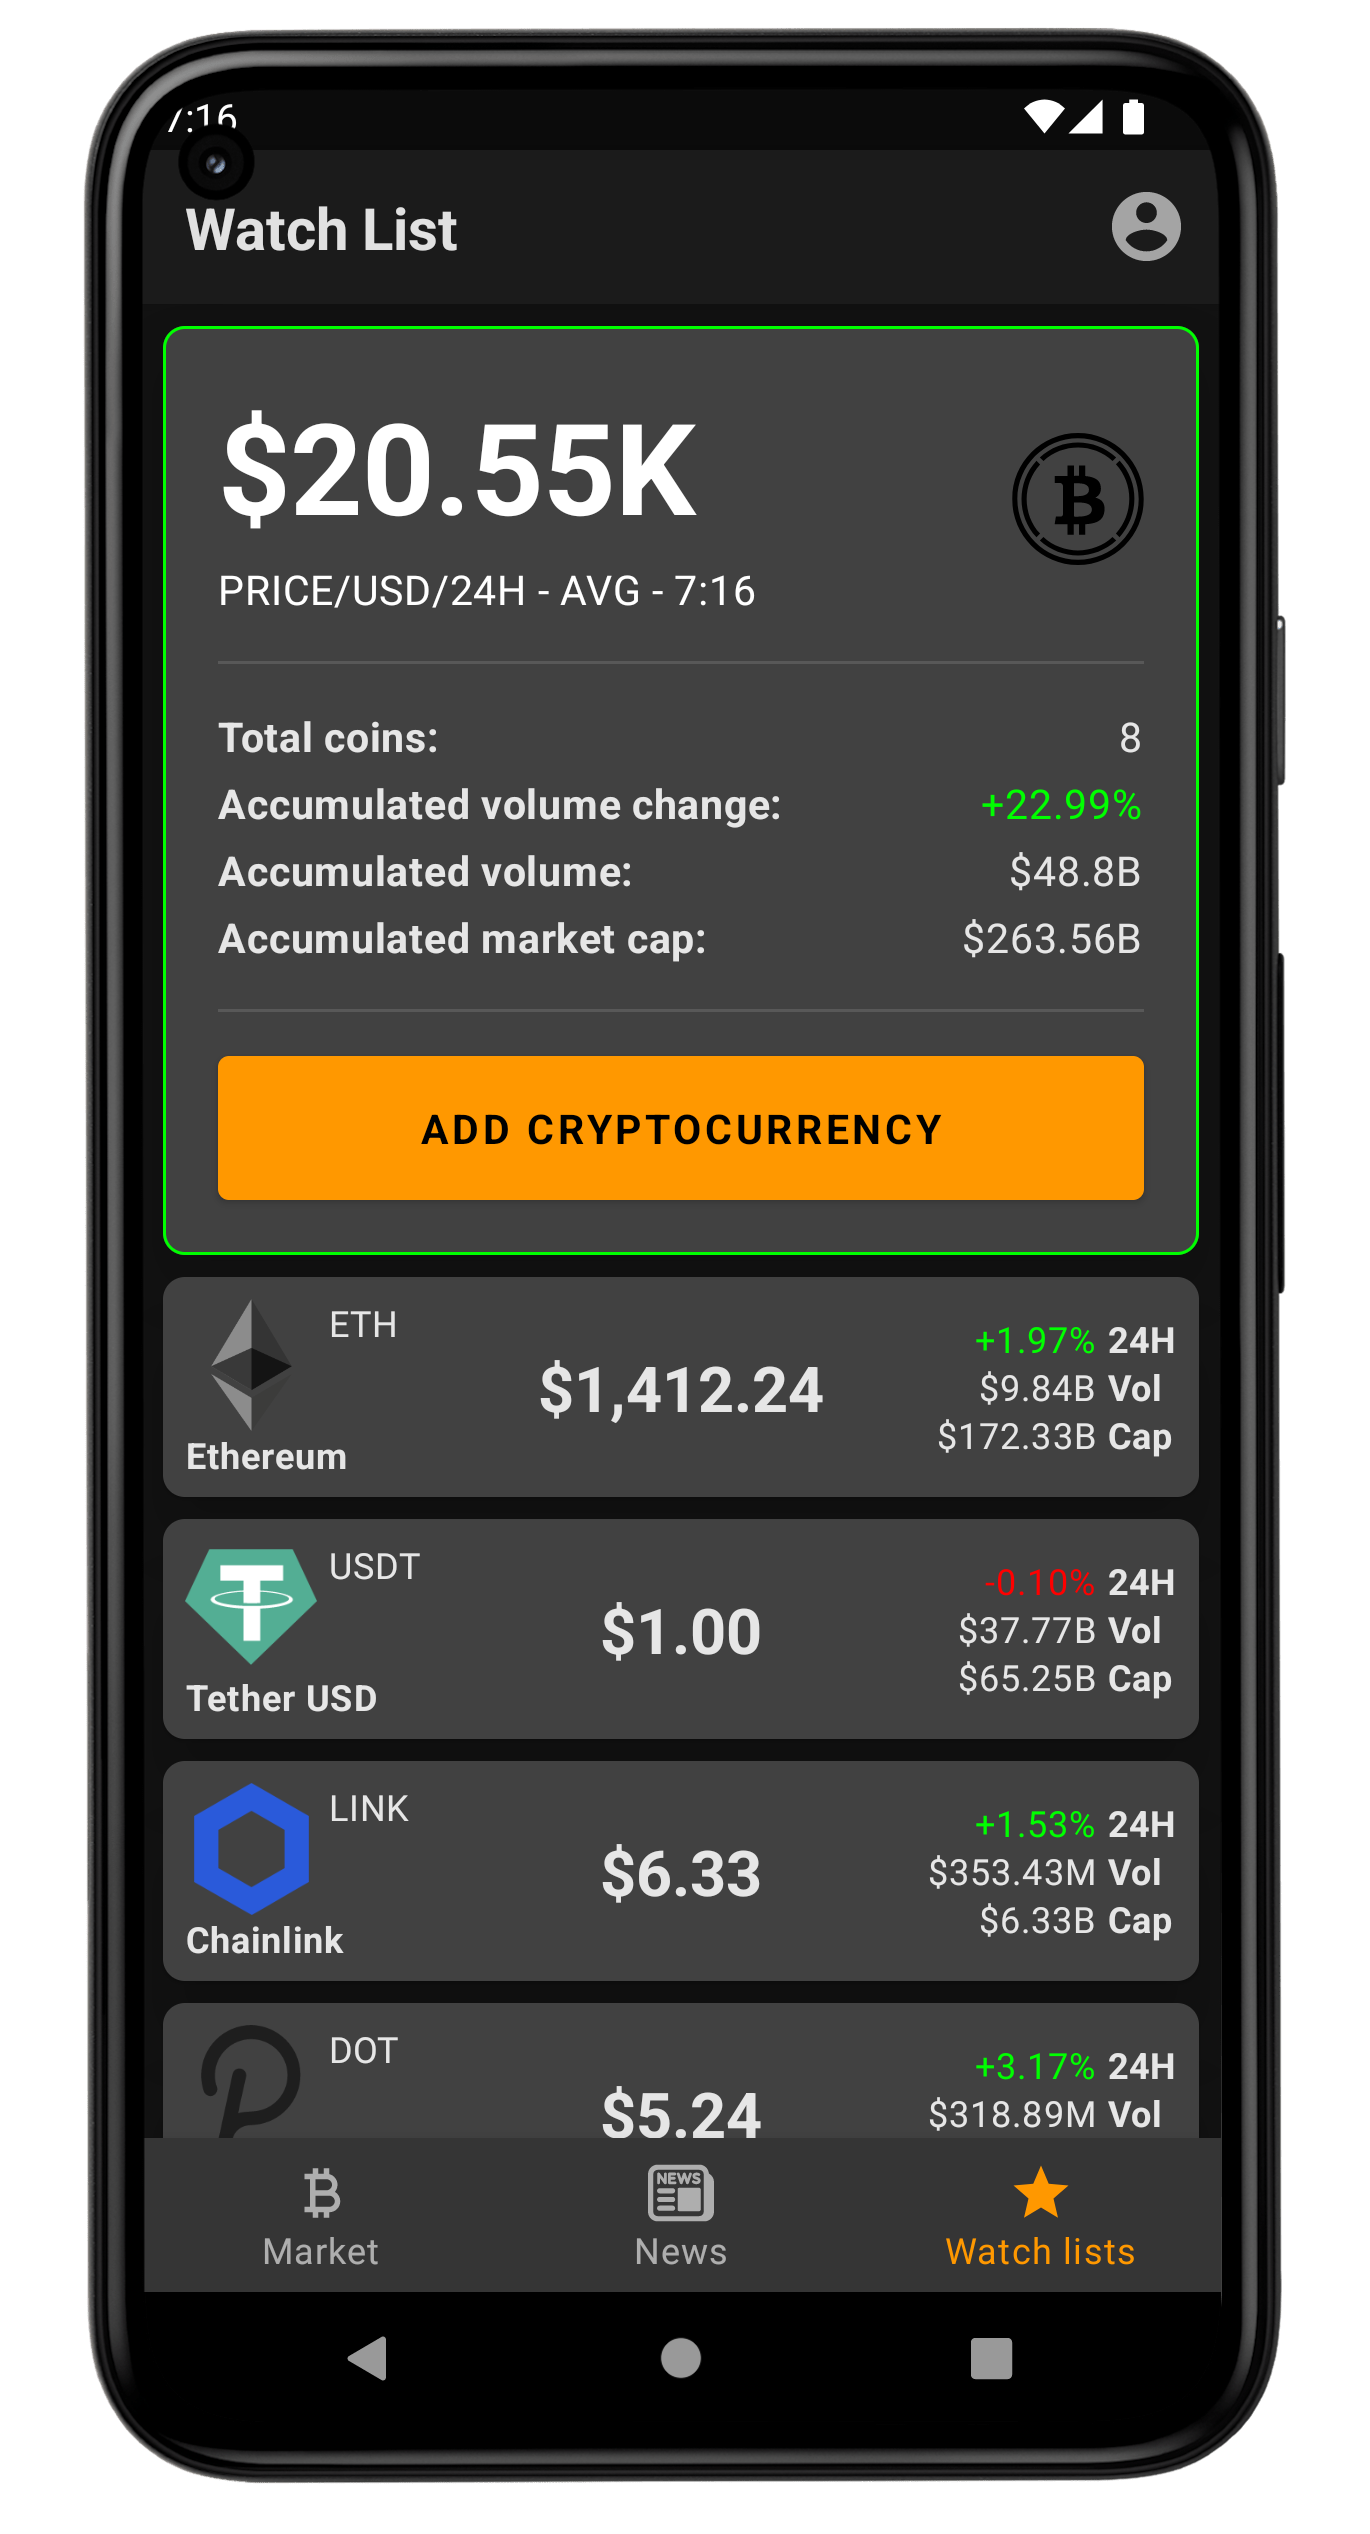 7:16
Watch List
$20.55K
PRICE/USD/24H - AVG - 7:16
Total coins: 8
Accumulated volume change: +22.99%
Accumulated volume: $48.8B
Accumulated market cap: $263.56B
ADD CRYPTOCURRENCY
ETH
+1.97% 24H
$1,412.24
$9.84B Vol
$172.33B Cap
Ethereum
USDT
-0.10% 24H
$1.00
$37.77B Vol
$65.25B Cap
Tether USD
LINK
+1.53% 24H
$6.33
$353.43M Vol
$6.33B Cap
Chainlink
DOT
+3.17% 24H
$5.24
$318.89M Vol
NEWS
Market
News
Watch lists